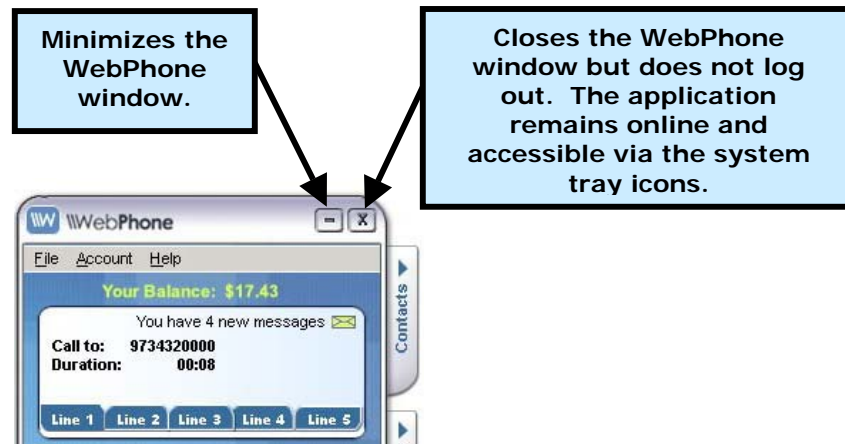 Minimizes the
WebPhone
window.
Closes the WebPhone
window but does not log
out. The application
remains online and
accessible via the system
tray icons.
\\W \\WebPhone - X
File Account Help
Your Balance: $17.43
You have 4 new messages
Call to: 9734320000
Duration: 00:08
Line 1 Line 2 Line 3 Line 4 Line 5
Contacts